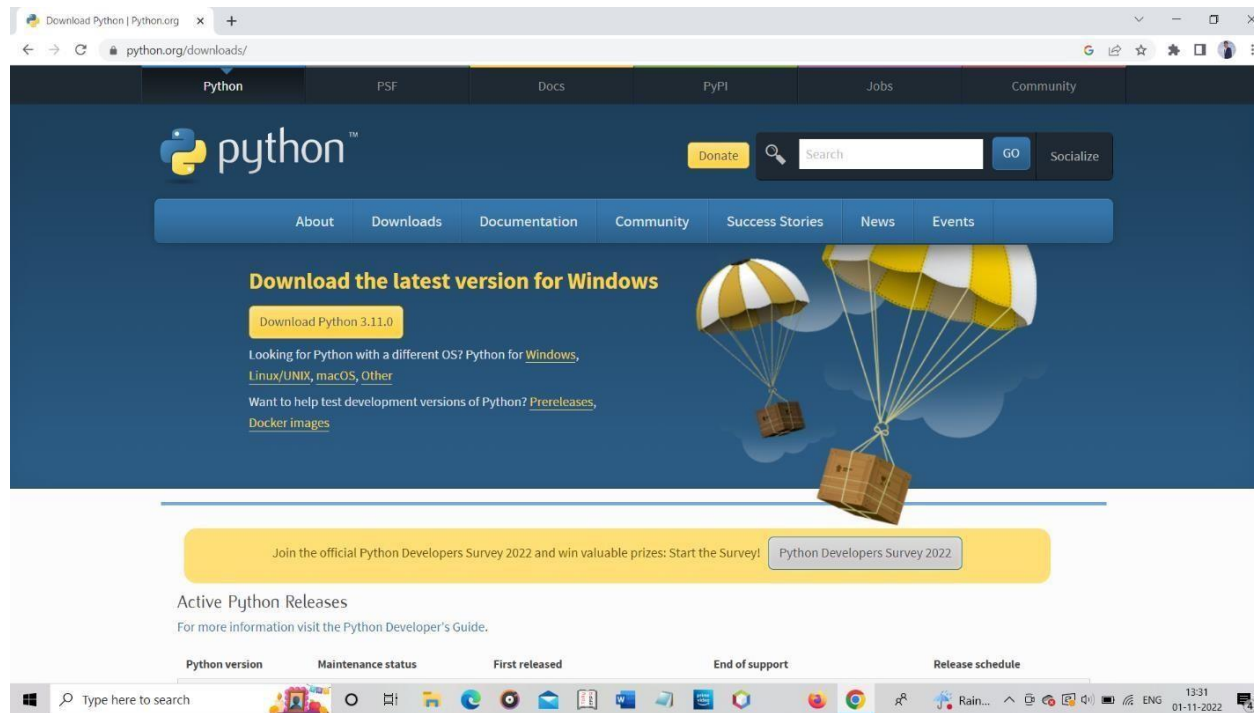 Download Python | Python.org
python.org/downloads/
Python PSF Docs PyPI Jobs Community
python™
Donate Search GO Socialize
About Downloads Documentation Community Success Stories News Events
Download the latest version for Windows
Download Python 3.11.0
Looking for Python with a different OS? Python for Windows,
Linux/UNIX, macOS, Other
Want to help test development versions of Python? Prereleases,
Docker images
Join the official Python Developers Survey 2022 and win valuable prizes: Start the Survey! Python Developers Survey 2022
Active Python Releases
For more information visit the Python Developer's Guide.
Python version Maintenance status First released End of support Release schedule
Type here to search Rain... ENG 13:31
01-11-2022